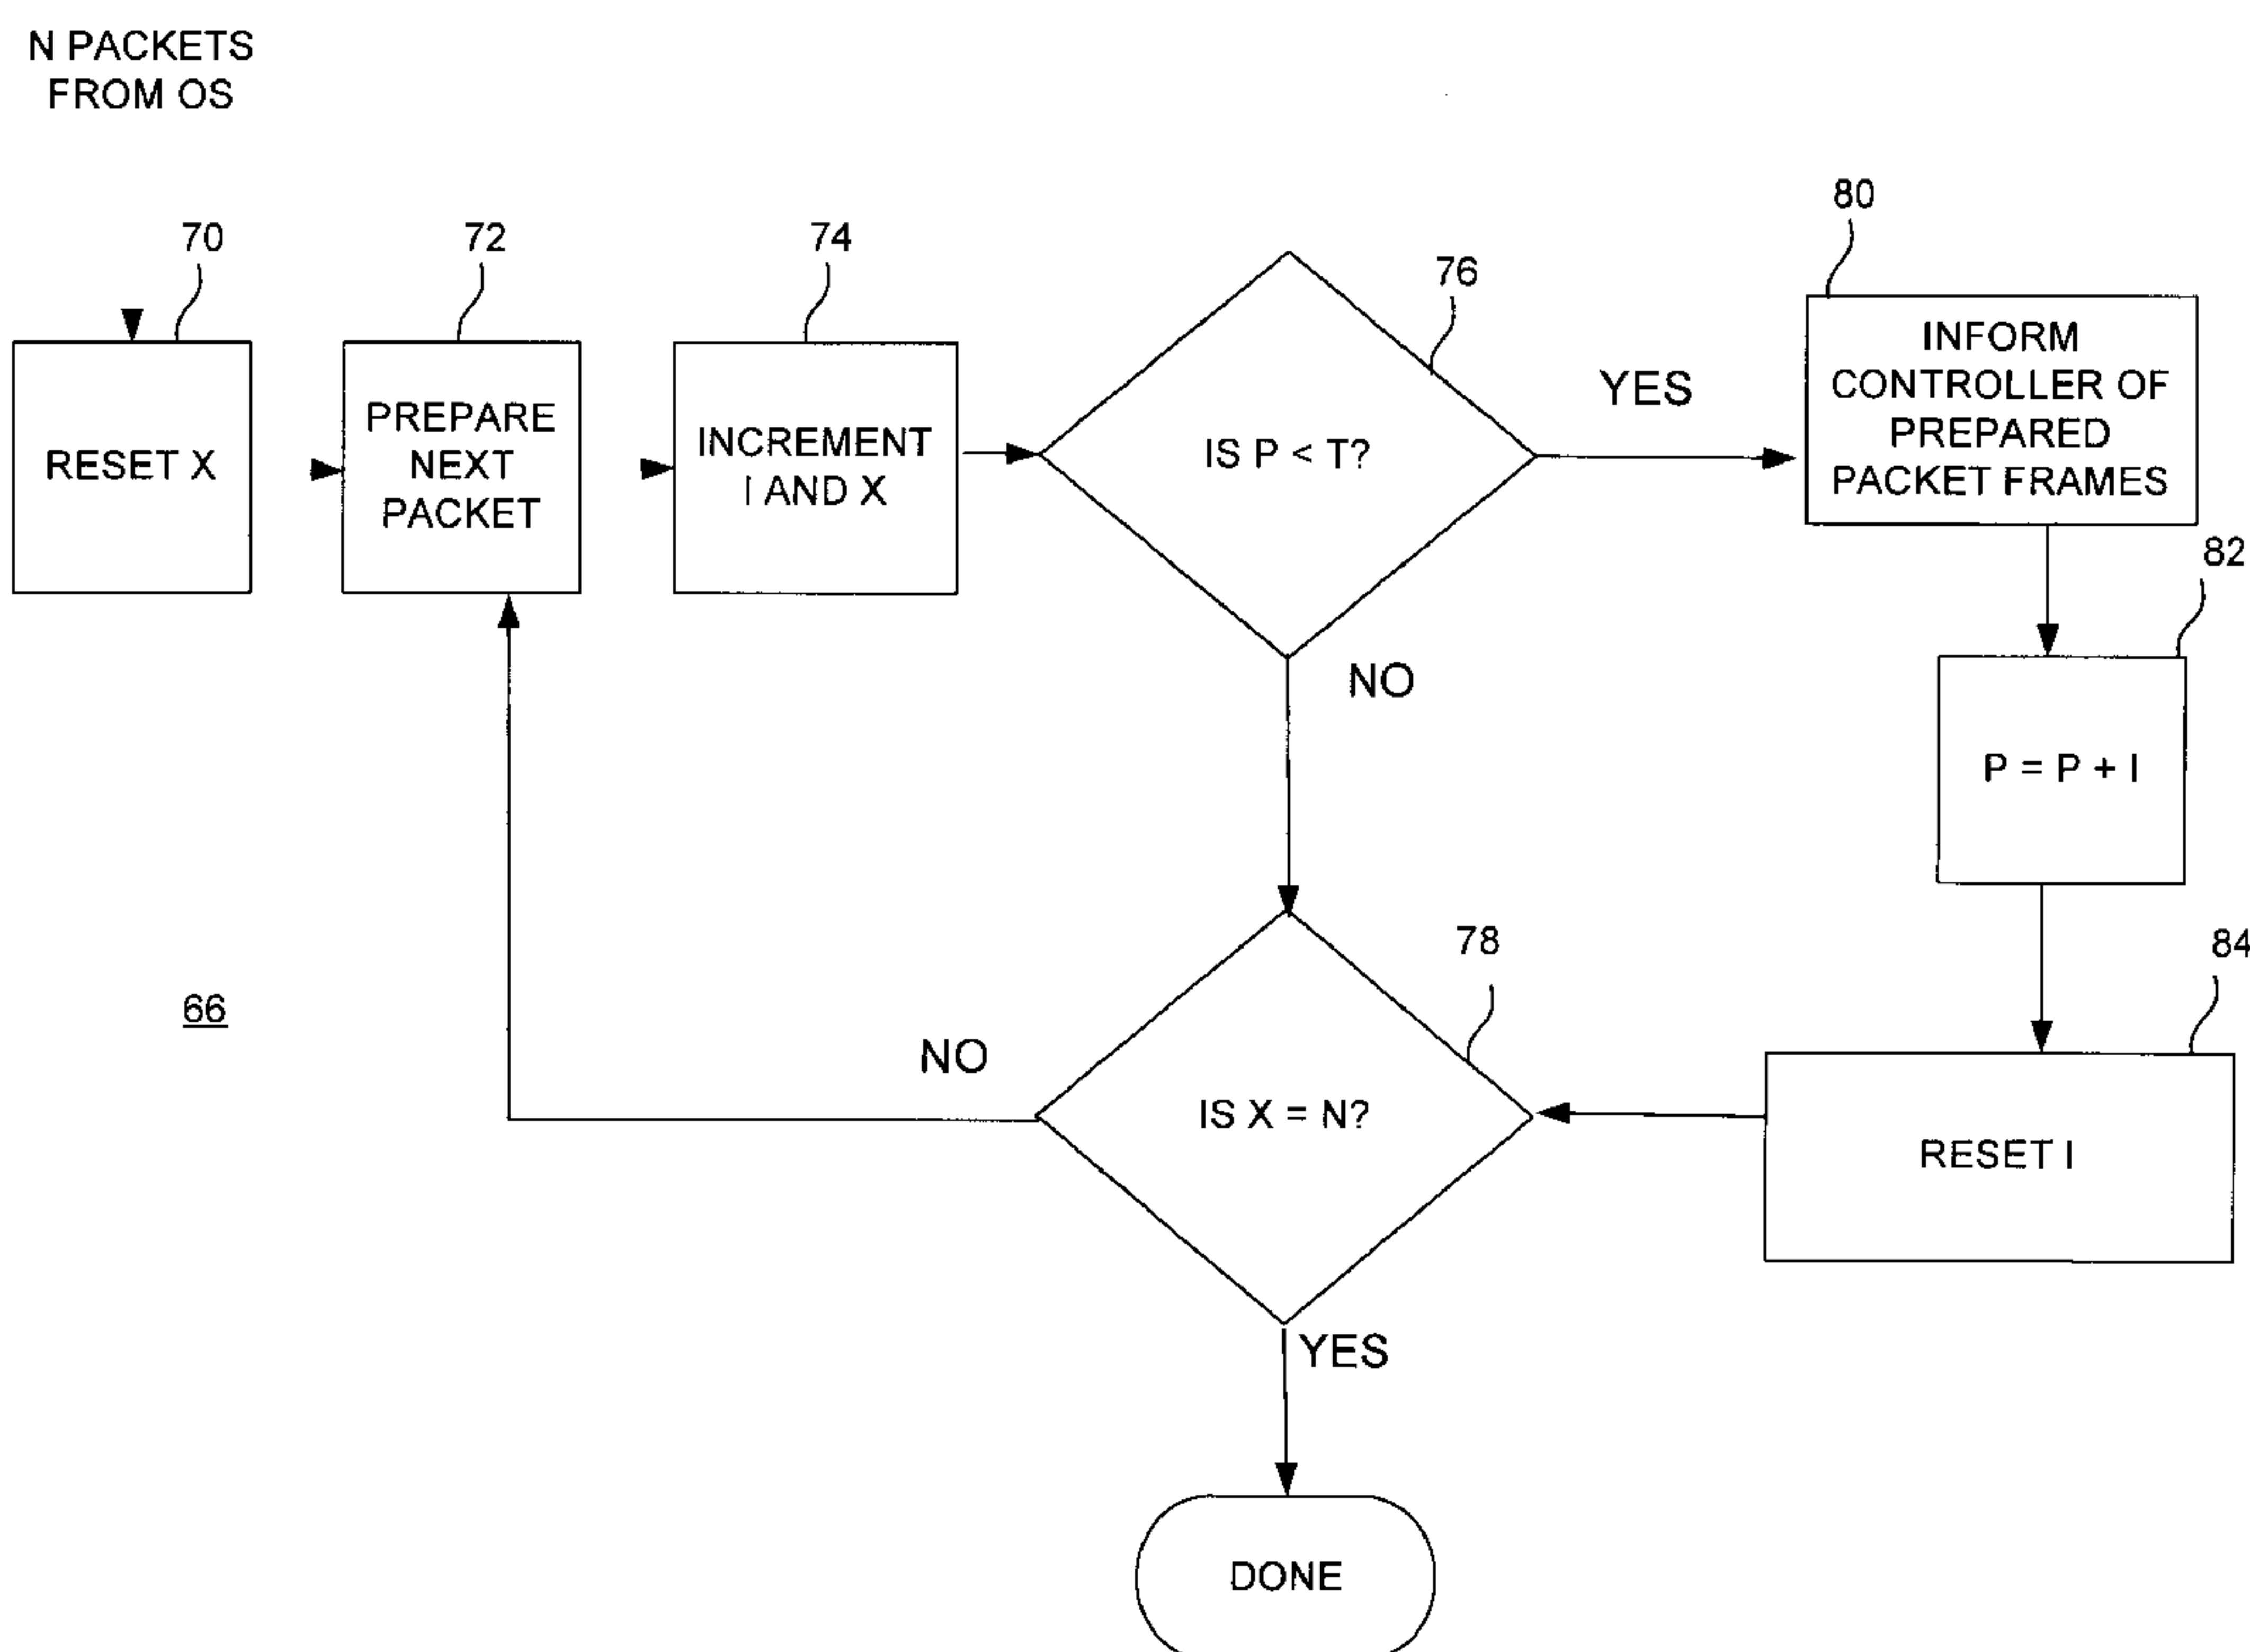 N PACKETS
FROM OS
70
72
74
76
80
RESET X
PREPARE
NEXT
PACKET
INCREMENT
I AND X
IS P < T?
YES
INFORM
CONTROLLER OF
PREPARED
PACKET FRAMES
NO
82
P = P + I
78
84
66
NO
IS X = N?
RESET I
YES
DONE